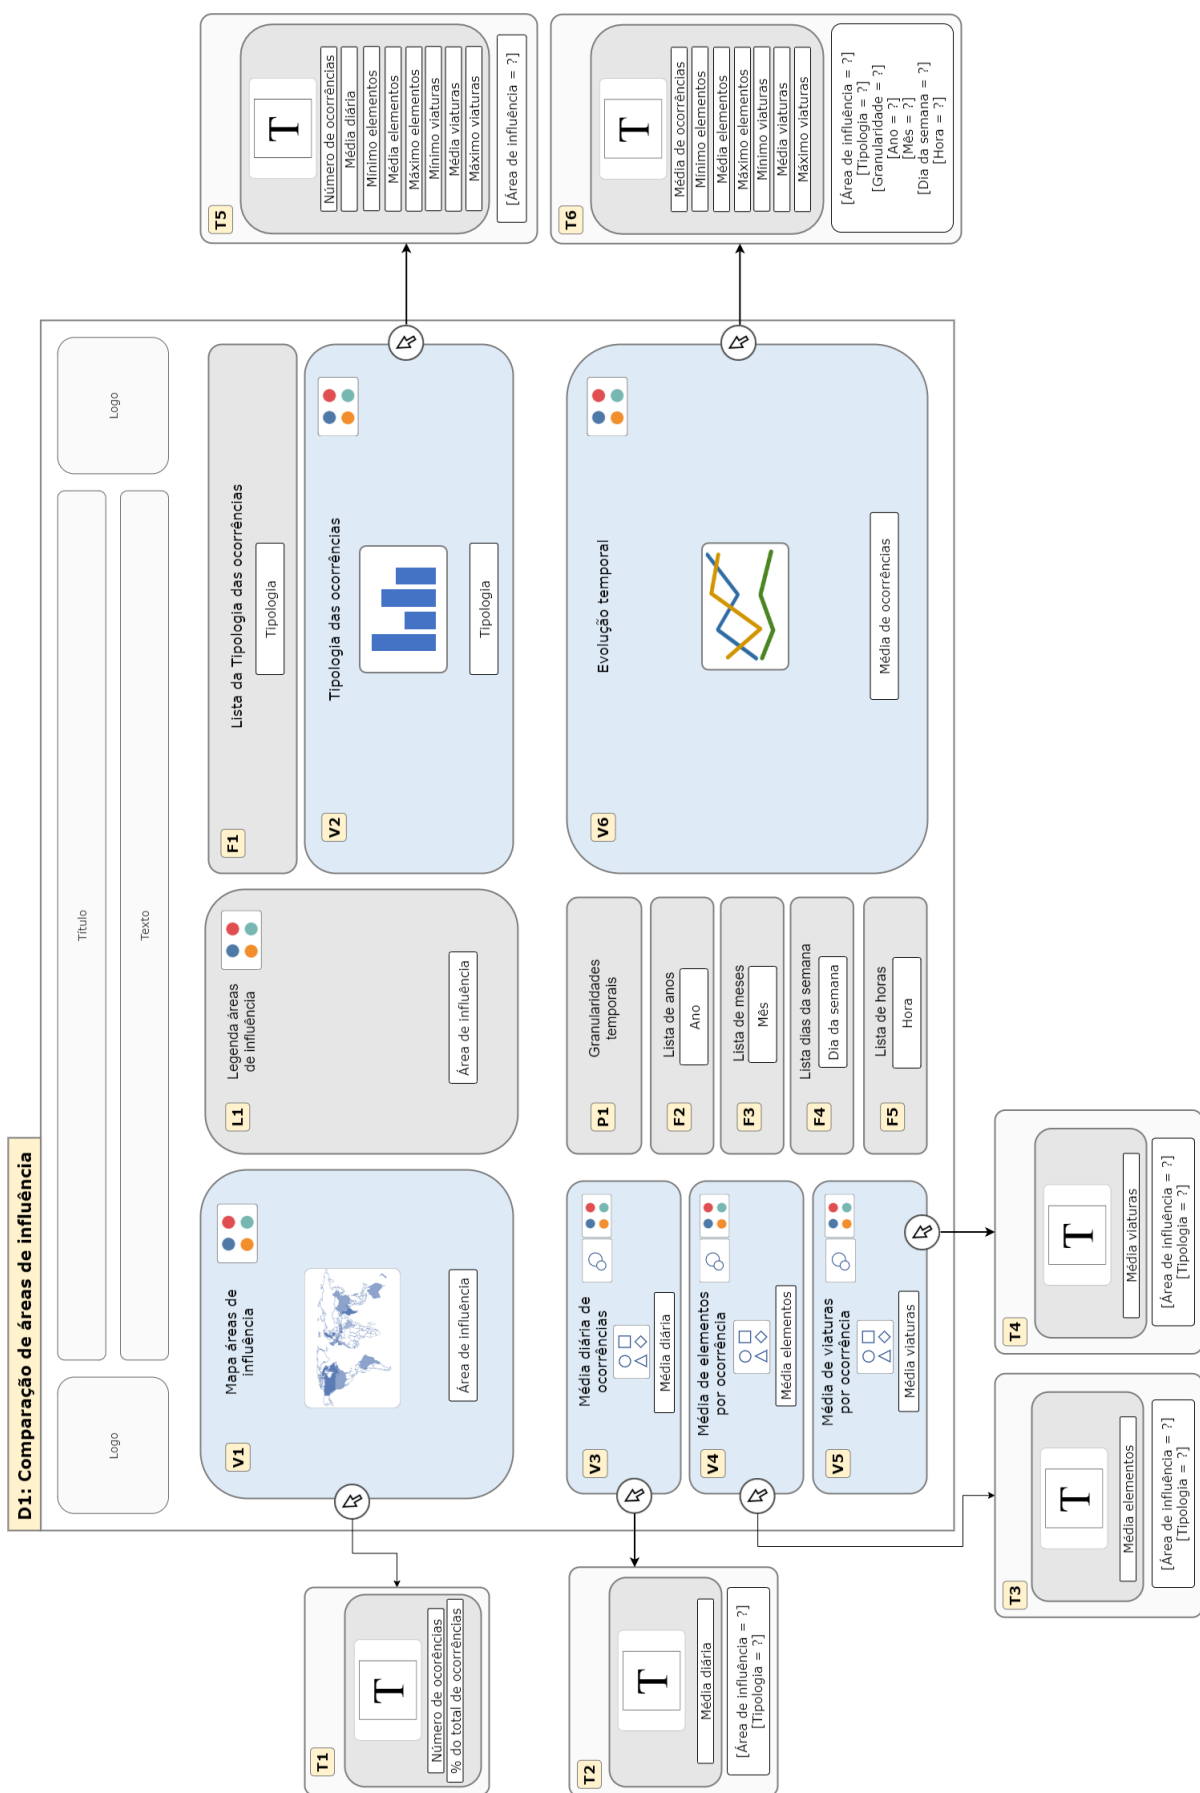 D1: Comparação de áreas de influência
Logo
Título
Texto
Logo
V1
Mapa áreas de
influência
Área de influência
L1
Legenda áreas
de influência
Área de influência
F1
Lista da Tipologia das ocorrências
Tipologia
V2
Tipologia das ocorrências
Tipologia
V3
Média diária de
ocorrências
Média diária
V4
Média de elementos
por ocorrência
Média elementos
V5
Média de viaturas
por ocorrência
Média viaturas
P1
Granularidades
temporais
F2
Lista de anos
Ano
F3
Lista de meses
Mês
F4
Lista dias da semana
Dia da semana
F5
Lista de horas
Hora
V6
Evolução temporal
Média de ocorrências
T1
T
Número de ocorências
% do total de ocorrências
T2
T
Média diária
[Área de influência = ?]
[Tipologia = ?]
T3
T
Média elementos
[Área de influência = ?]
[Tipologia = ?]
T4
T
Média viaturas
[Área de influência = ?]
[Tipologia = ?]
T5
T
Número de ocorrências
Média diária
Mínimo elementos
Média elementos
Máximo elementos
Mínimo viaturas
Média viaturas
Máximo viaturas
[Área de influência = ?]
T6
T
Média de ocorrências
Mínimo elementos
Média elementos
Máximo elementos
Mínimo viaturas
Média viaturas
Máximo viaturas
[Área de influência = ?]
[Tipologia = ?]
[Granularidade = ?]
[Ano = ?]
[Mês = ?]
[Dia da semana = ?]
[Hora = ?]